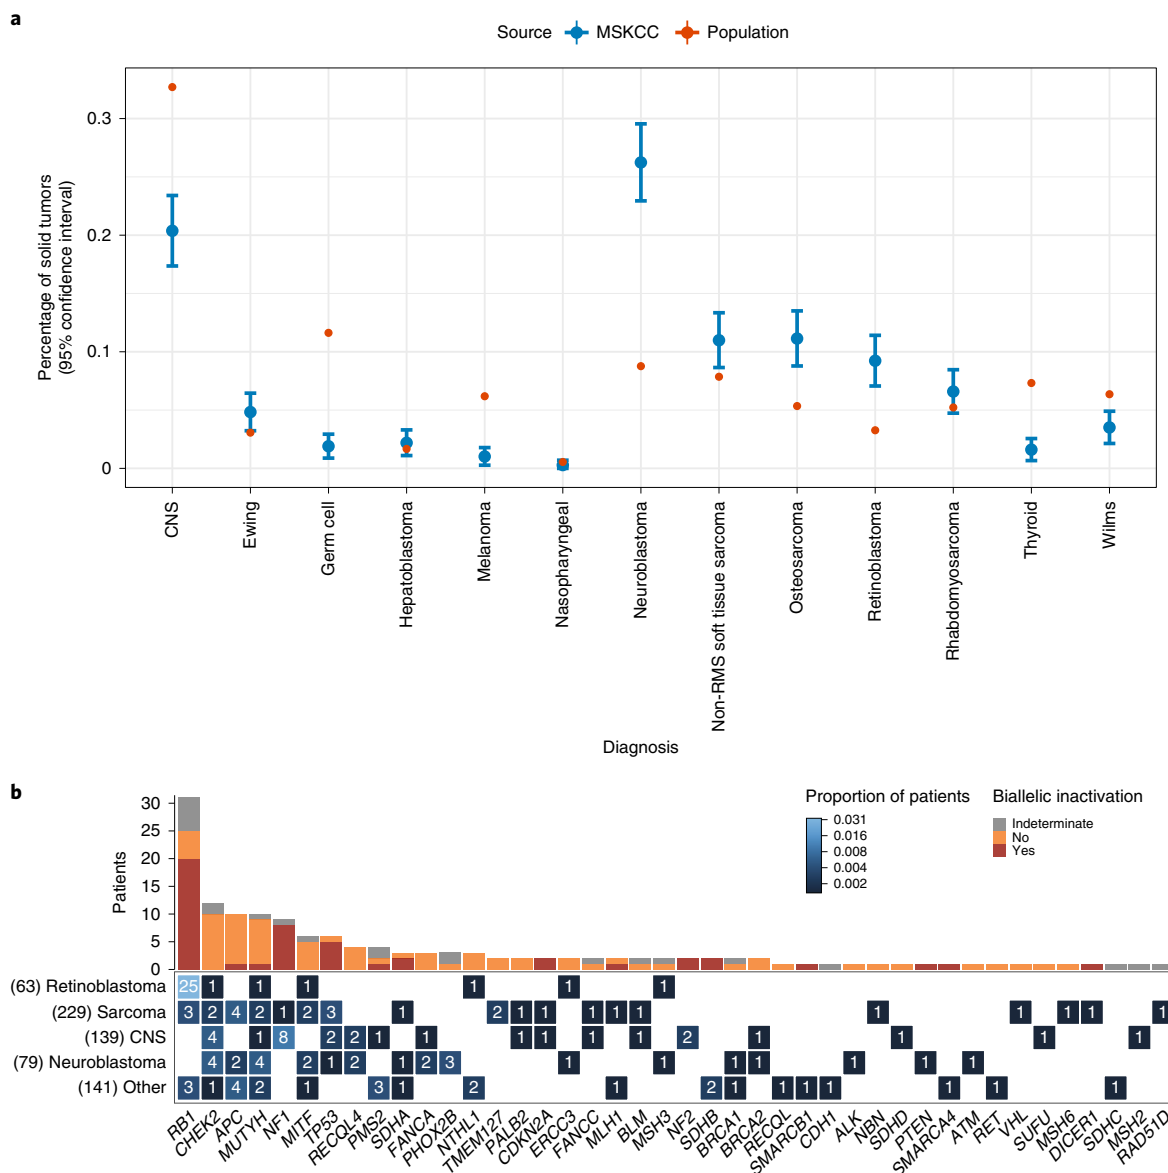 a
Source MSKCC Population
Percentage of solid tumors
(95% confidence interval)
0.3
0.2
0.1
0
CNS
Ewing
Germ cell
Hepatoblastoma
Melanoma
Nasopharyngeal
Neuroblastoma
Non-RMS soft tissue sarcoma
Osteosarcoma
Retinoblastoma
Rhabdomyosarcoma
Thyroid
Wilms
Diagnosis
b
Patients
30
25
20
15
10
5
0
Proportion of patients
0.031
0.016
0.008
0.004
0.002
Biallelic inactivation
Indeterminate
No
Yes
(63) Retinoblastoma 25 1 1 1 1 1 1
(229) Sarcoma 3 2 4 2 1 2 3 1 2 1 1 1 1 1 1 1 1 1 1
(139) CNS 4 1 8 2 2 1 1 1 1 1 1 2 1 1 1 1
(79) Neuroblastoma 4 2 4 2 1 2 1 2 3 1 1 1 1 1 1 1
(141) Other 3 1 4 2 1 3 1 2 1 2 1 1 1 1 1 1 1
RB1
CHEK2
APC
MUTYH
NF1
MITF
TP53
RECQL4
PMS2
SDHA
FANCA
PHOX2B
NTHL1
TMEM127
PALB2
CDKN2A
ERCC3
FANCC
MLH1
BLM
MSH3
NF2
SDHB
BRCA1
BRCA2
RECQL
SMARCB1
CDH1
ALK
NBN
SDHD
PTEN
SMARCA4
ATM
RET
VHL
SUFU
MSH6
DICER1
SDHC
MSH2
RAD51D